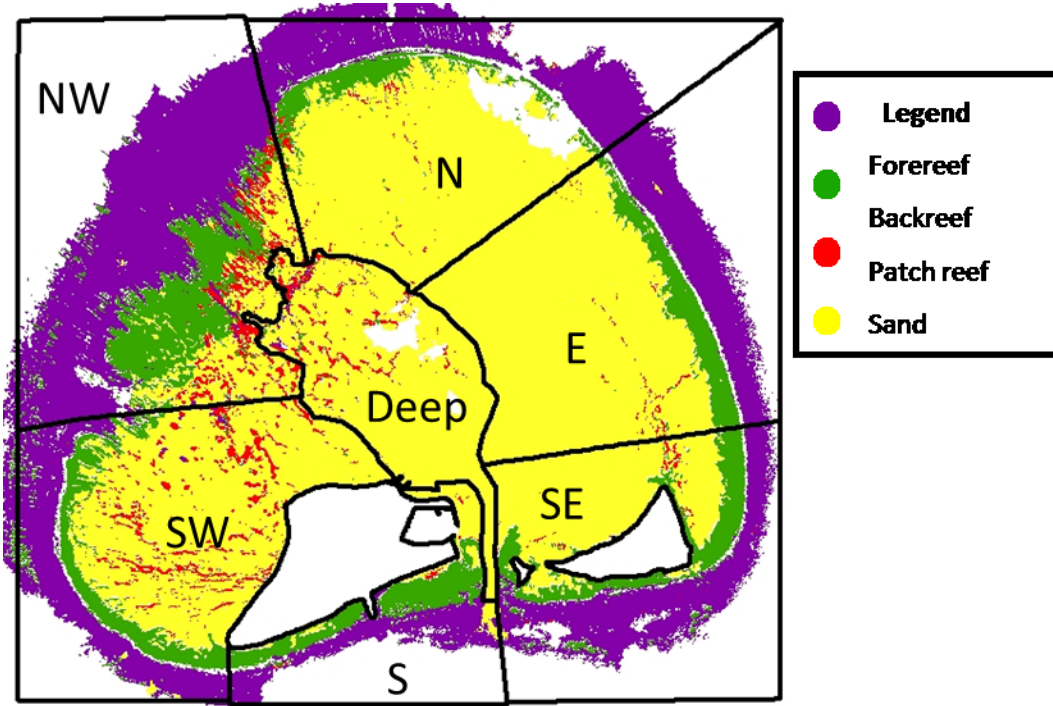 NW
N
E
Deep
SW
SE
S
Legend
Forereef
Backreef
Patch reef
Sand